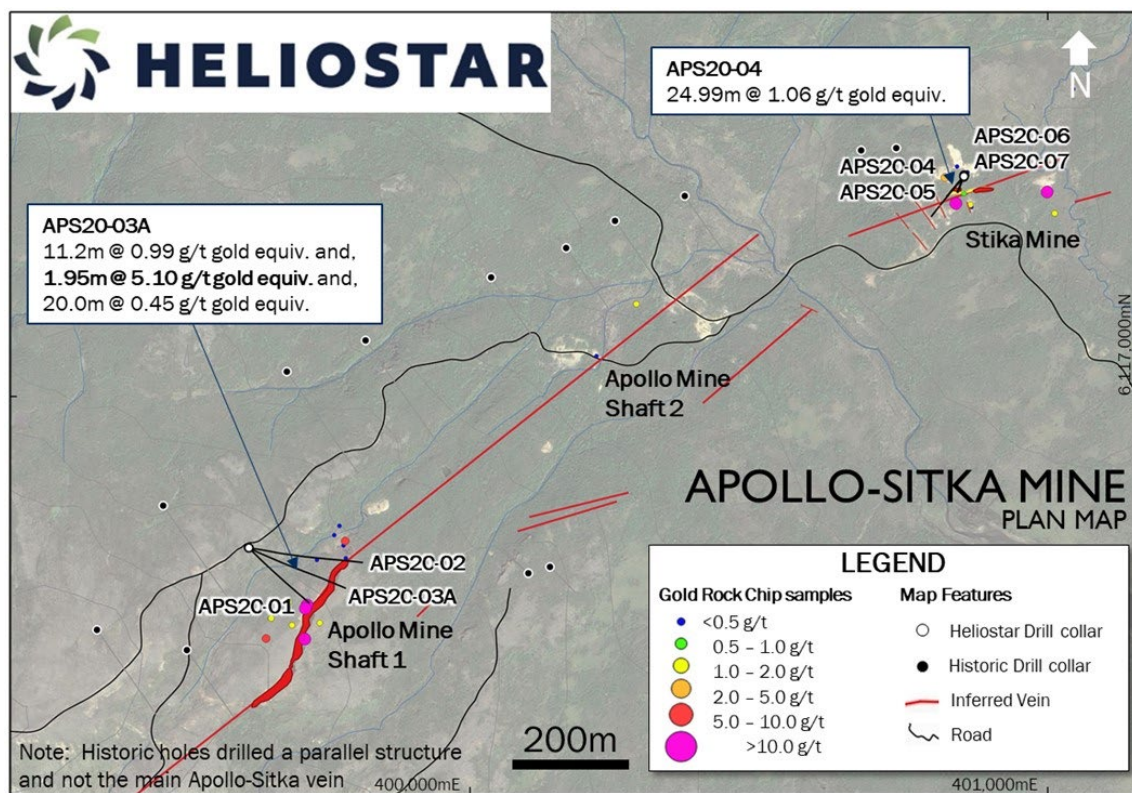 HELIOSTAR
APS20-04
24.99m @ 1.06 g/t gold equiv.
N
APS20-06
APS20-07
APS20-04
APS20-05
Stika Mine
APS20-03A
11.2m @ 0.99 g/t gold equiv. and,
1.95m @ 5.10 g/t gold equiv. and,
20.0m @ 0.45 g/t gold equiv.
6,117,000mN
Apollo Mine
Shaft 2
APOLLO-SITKA MINE
PLAN MAP
APS20-02
APS20-03A
APS20-01
Apollo Mine
Shaft 1
LEGEND
Gold Rock Chip samples
<0.5 g/t
0.5 – 1.0 g/t
1.0 – 2.0 g/t
2.0 – 5.0 g/t
5.0 – 10.0 g/t
>10.0 g/t
Map Features
Heliostar Drill collar
Historic Drill collar
Inferred Vein
Road
200m
Note: Historic holes drilled a parallel structure
and not the main Apollo-Sitka vein
400,000mE
401,000mE